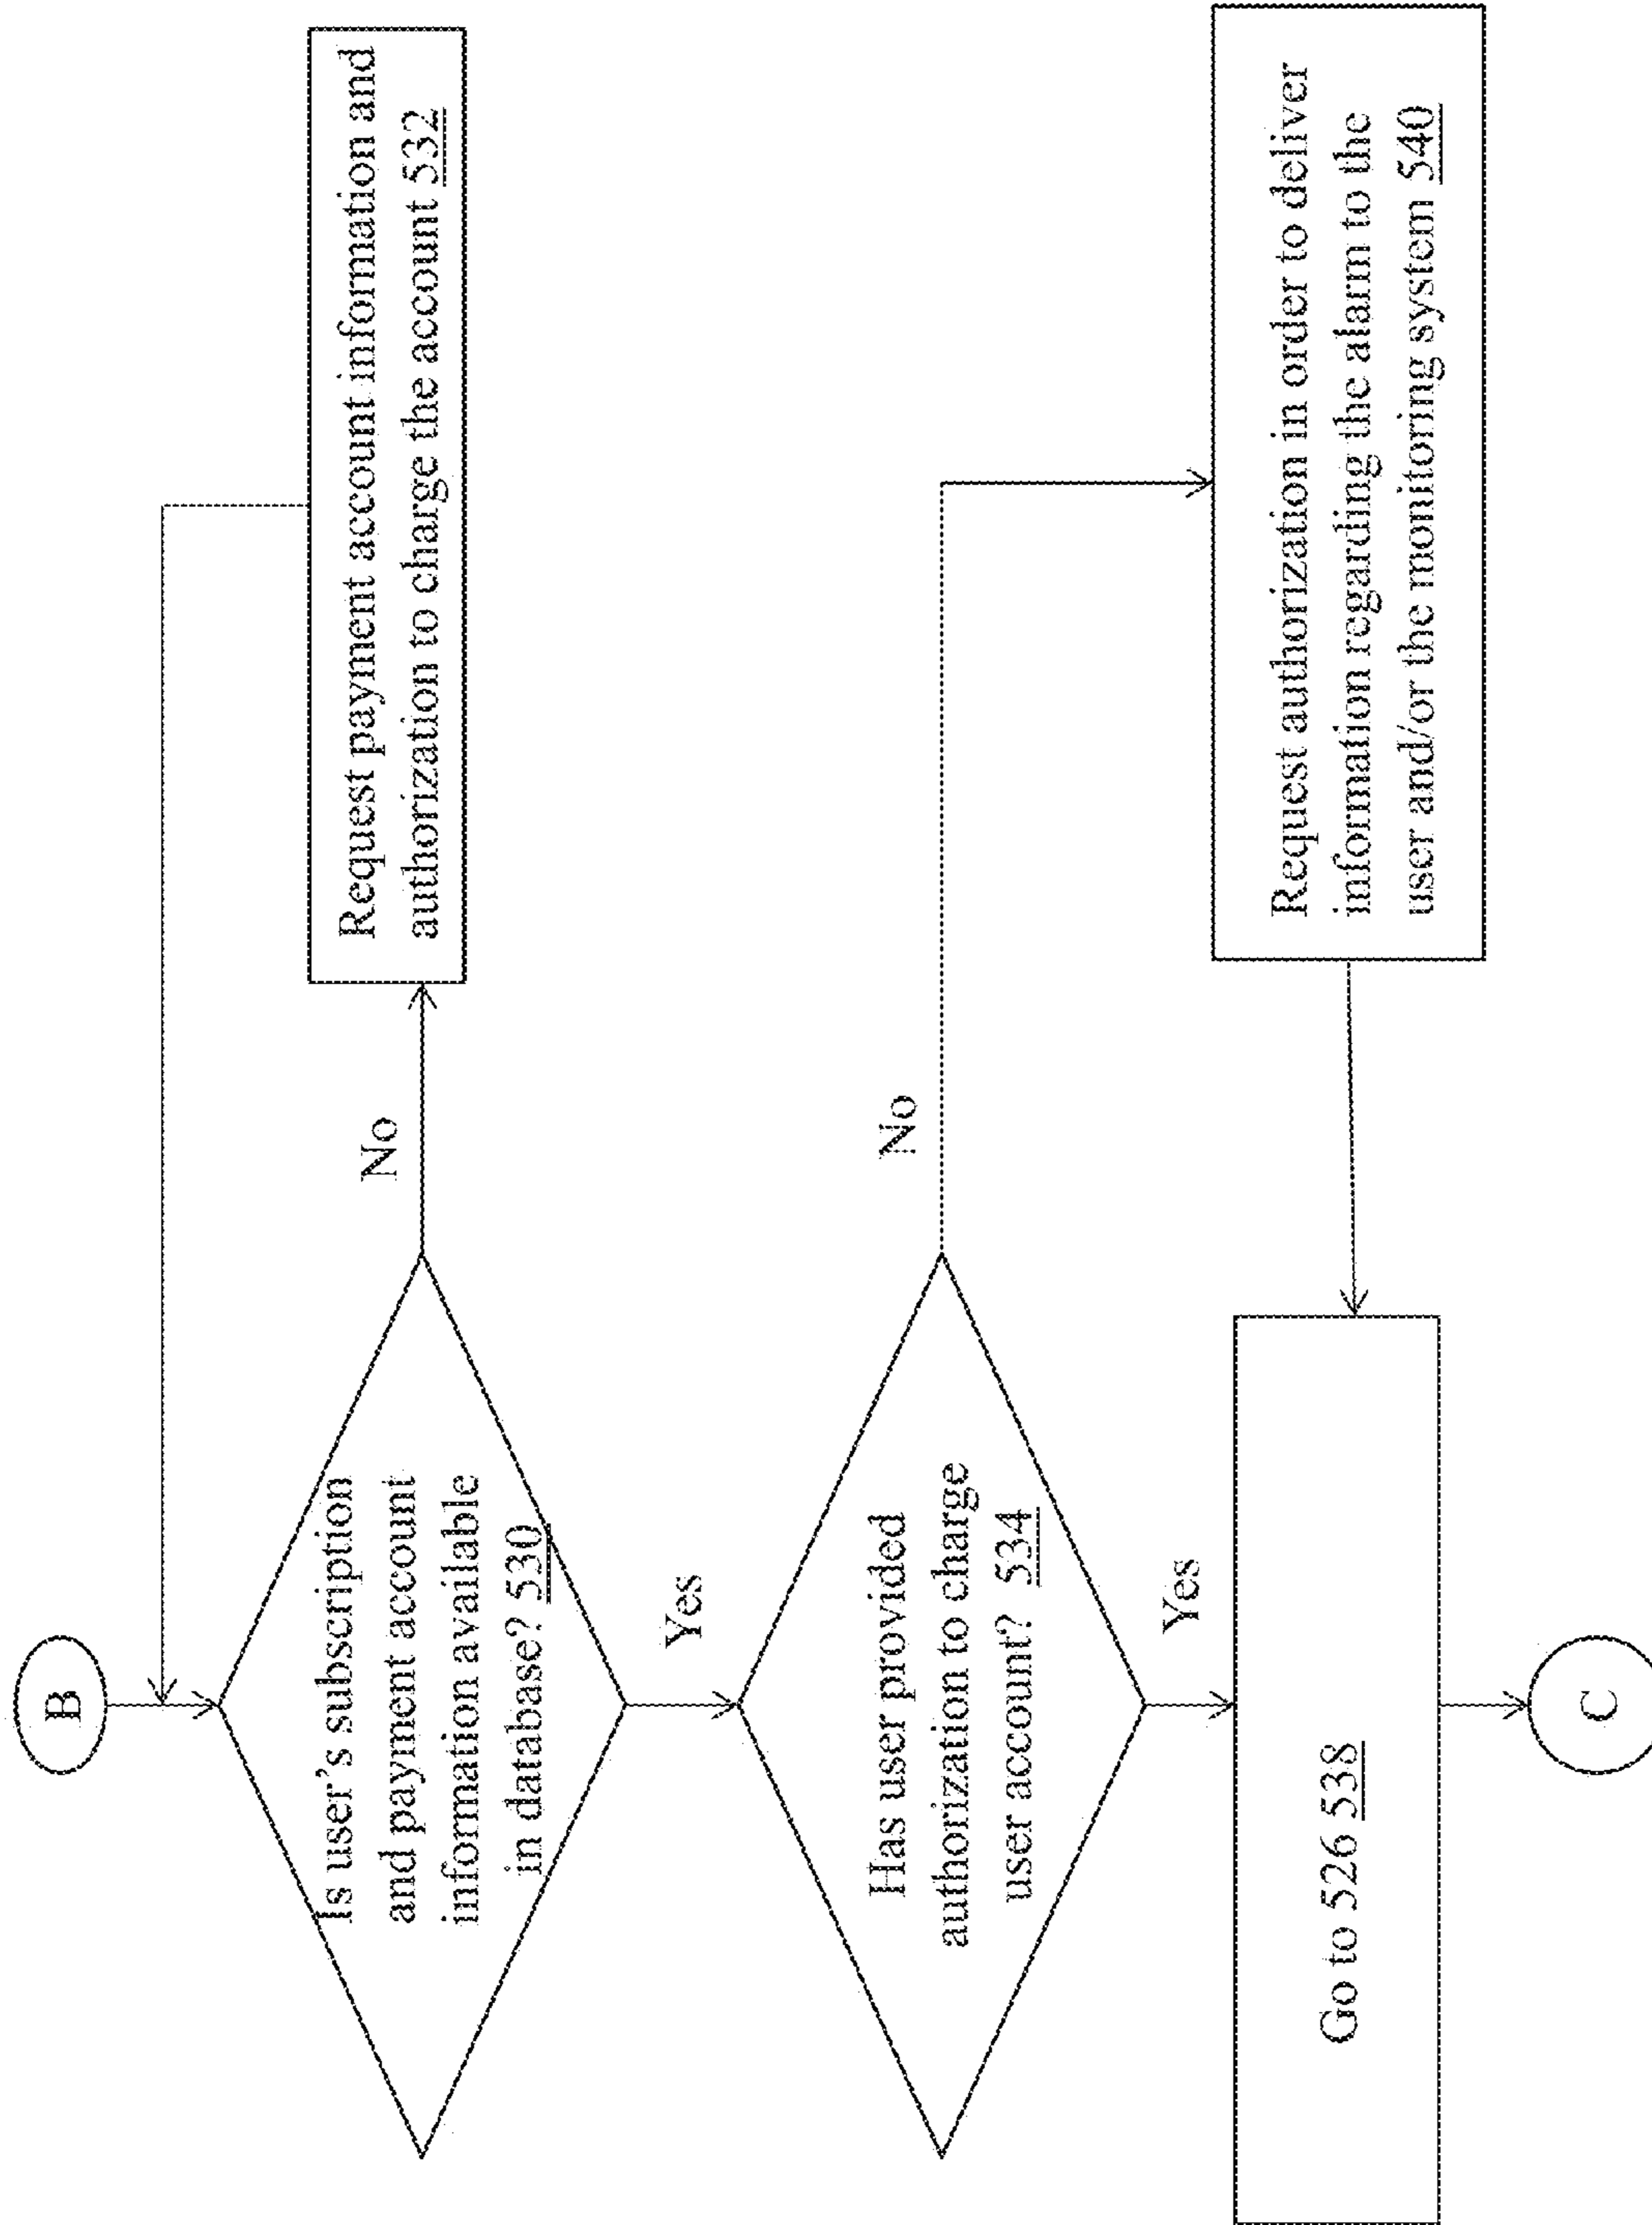 B
Is user's subscription
and payment account
information available
in database? 530
No
Request payment account information and
authorization to charge the account 532
Yes
Has user provided
authorization to charge
user account? 534
No
Request authorization in order to deliver
information regarding the alarm to the
user and/or the monitoring system 540
Yes
Go to 526 538
C